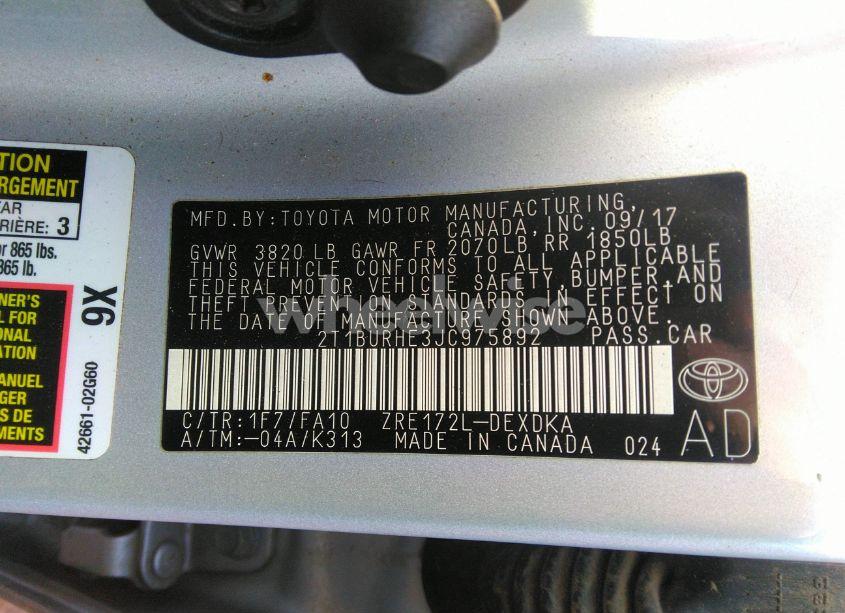 TION
RGEMENT
AR
RIÈRE: 3
r 865 lbs.
865 lb.
NER'S
L FOR
ONAL
ATION
ANUEL
GER
S DE
MENTS
9X
42661-02G60
MFD.BY:TOYOTA MOTOR MANUFACTURING,
CANADA,INC. 09/17
GVWR 3820 LB GAWR FR 2070LB RR 1850LB
THIS VEHICLE CONFORMS TO ALL APPLICABLE
FEDERAL MOTOR VEHICLE SAFETY,BUMPER,AND
THEFT PREVENTION STANDARDS IN EFFECT ON
THE DATE OF MANUFACTURE SHOWN ABOVE.
2T1BURHE3JC975892 PASS.CAR
C/TR:1F7/FA10 ZRE172L-DEXDKA
A/TM:-04A/K313 MADE IN CANADA 024
AD
wheelwise